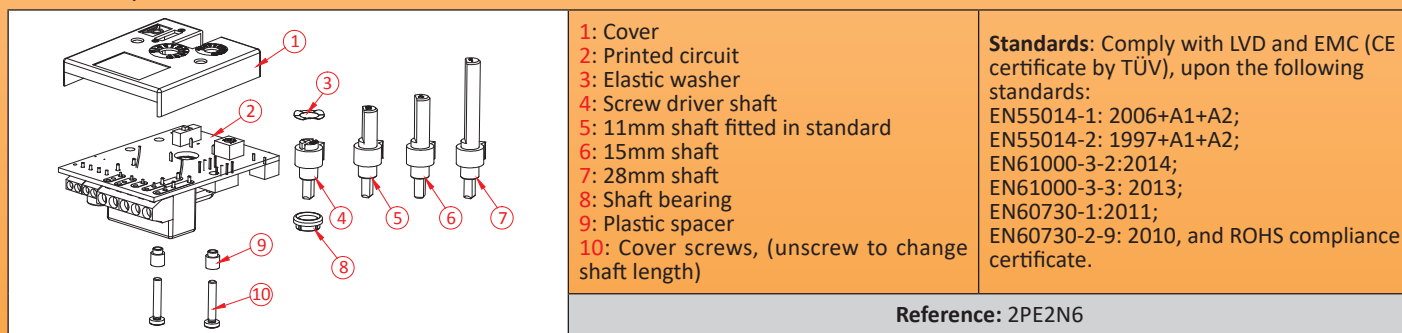 1
3
2
4
5
6
7
8
9
10
1: Cover
2: Printed circuit
3: Elastic washer
4: Screw driver shaft
5: 11mm shaft fitted in standard
6: 15mm shaft
7: 28mm shaft
8: Shaft bearing
9: Plastic spacer
10: Cover screws, (unscrew to change
shaft length)
Standards: Comply with LVD and EMC (CE
certificate by TÜV), upon the following
standards:
EN55014-1: 2006+A1+A2;
EN55014-2: 1997+A1+A2;
EN61000-3-2:2014;
EN61000-3-3: 2013;
EN60730-1:2011;
EN60730-2-9: 2010, and ROHS compliance
certificate.
Reference: 2PE2N6